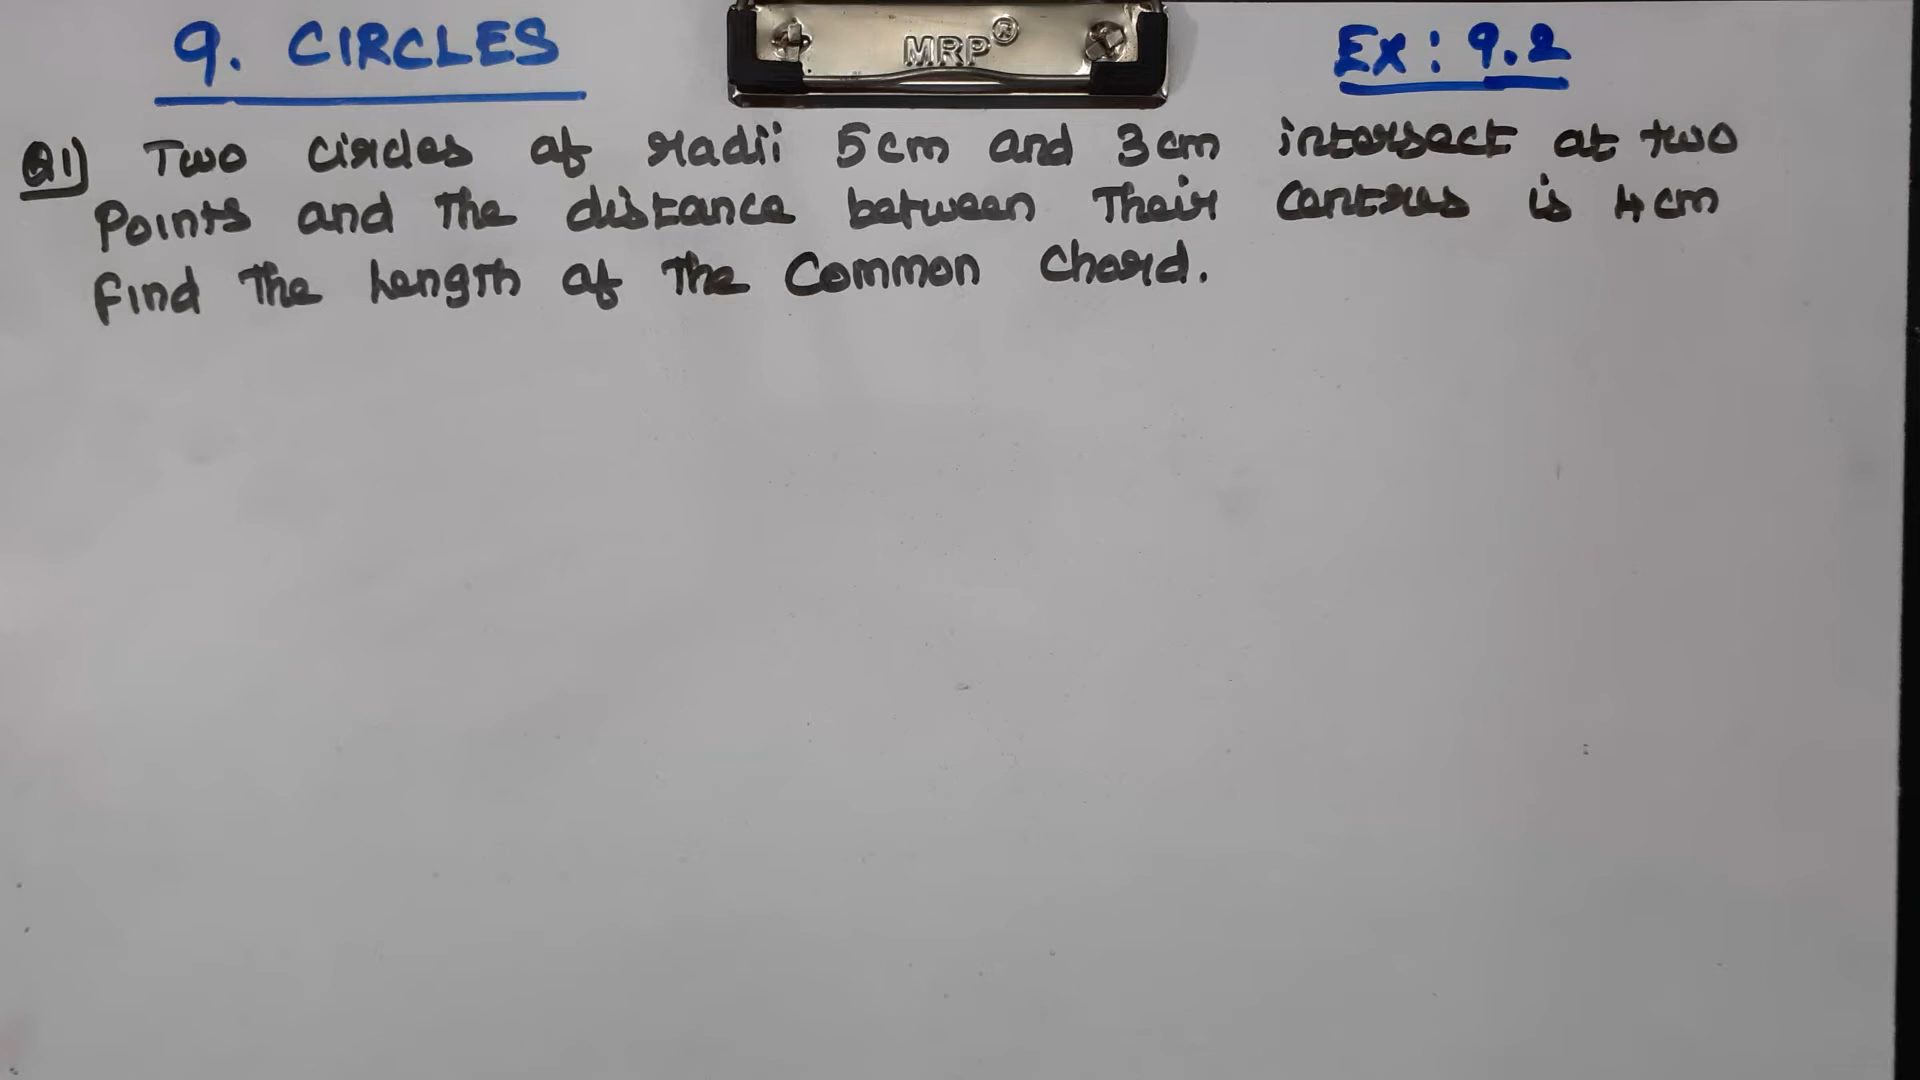 9. CIRCLES
MRP®
Ex: 9.2
Q1) Two circles of radii 5cm and 3cm intersect at two
Points and the distance between Their Centres is 4cm
Find The Length of The Common Chord.